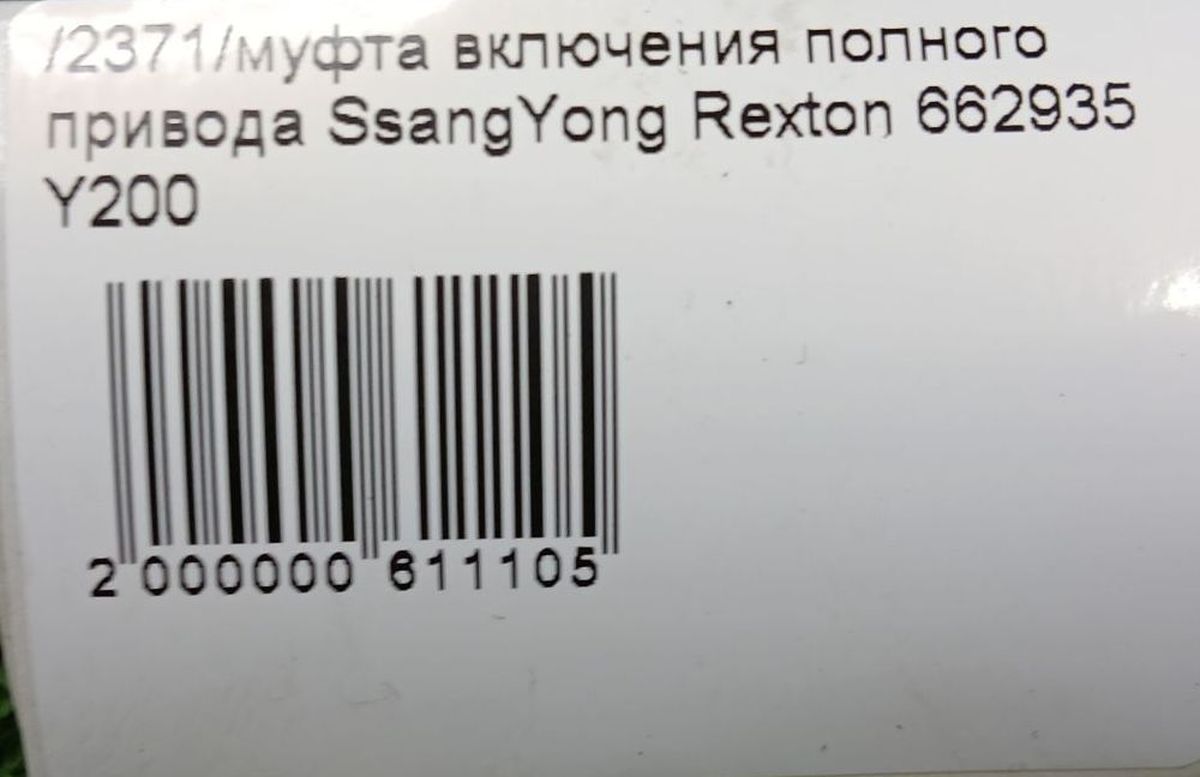 /2371/муфта включения полного
привода SsangYong Rexton 662935
Y200
2 000000 611105